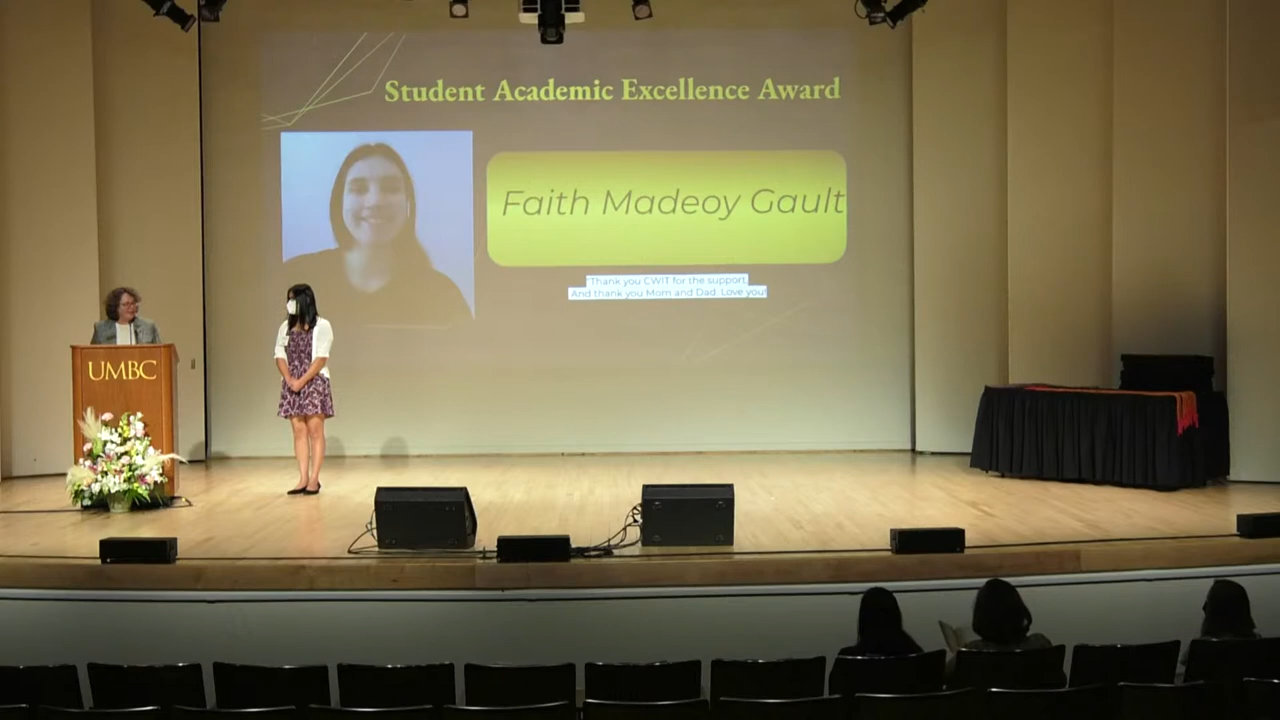 Student Academic Excellence Award
Faith Madeoy Gault
"Thank you CWIT for the support,
And thank you Mom and Dad. Love you!
UMBC